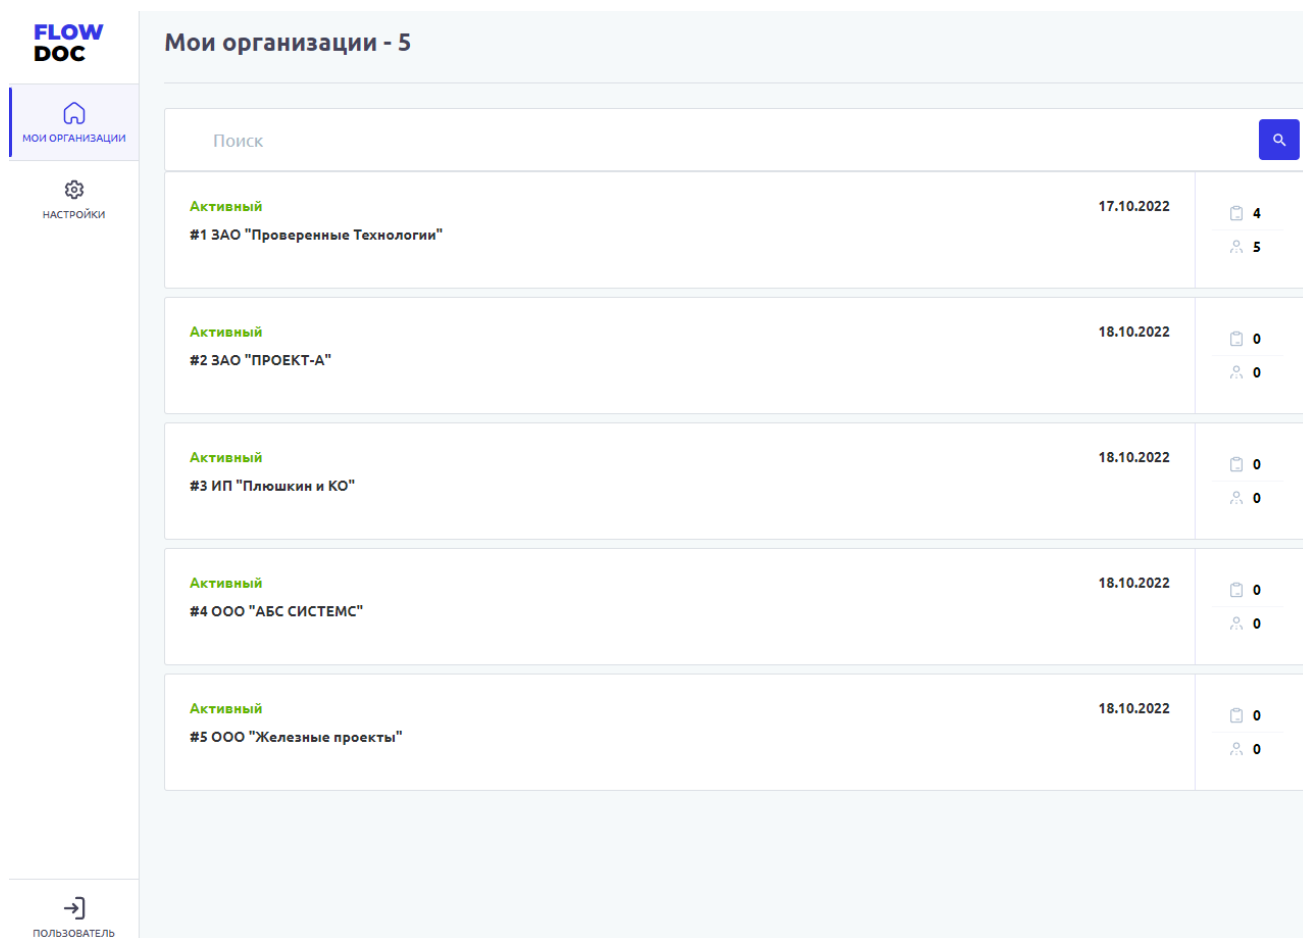 FLOW
DOC
МОИ ОРГАНИЗАЦИИ
НАСТРОЙКИ
ПОЛЬЗОВАТЕЛЬ
Мои организации - 5
Поиск
Активный 17.10.2022 4
#1 ЗАО "Проверенные Технологии" 5
Активный 18.10.2022 0
#2 ЗАО "ПРОЕКТ-А" 0
Активный 18.10.2022 0
#3 ИП "Плюшкин и КО" 0
Активный 18.10.2022 0
#4 ООО "АБС СИСТЕМС" 0
Активный 18.10.2022 0
#5 ООО "Железные проекты" 0